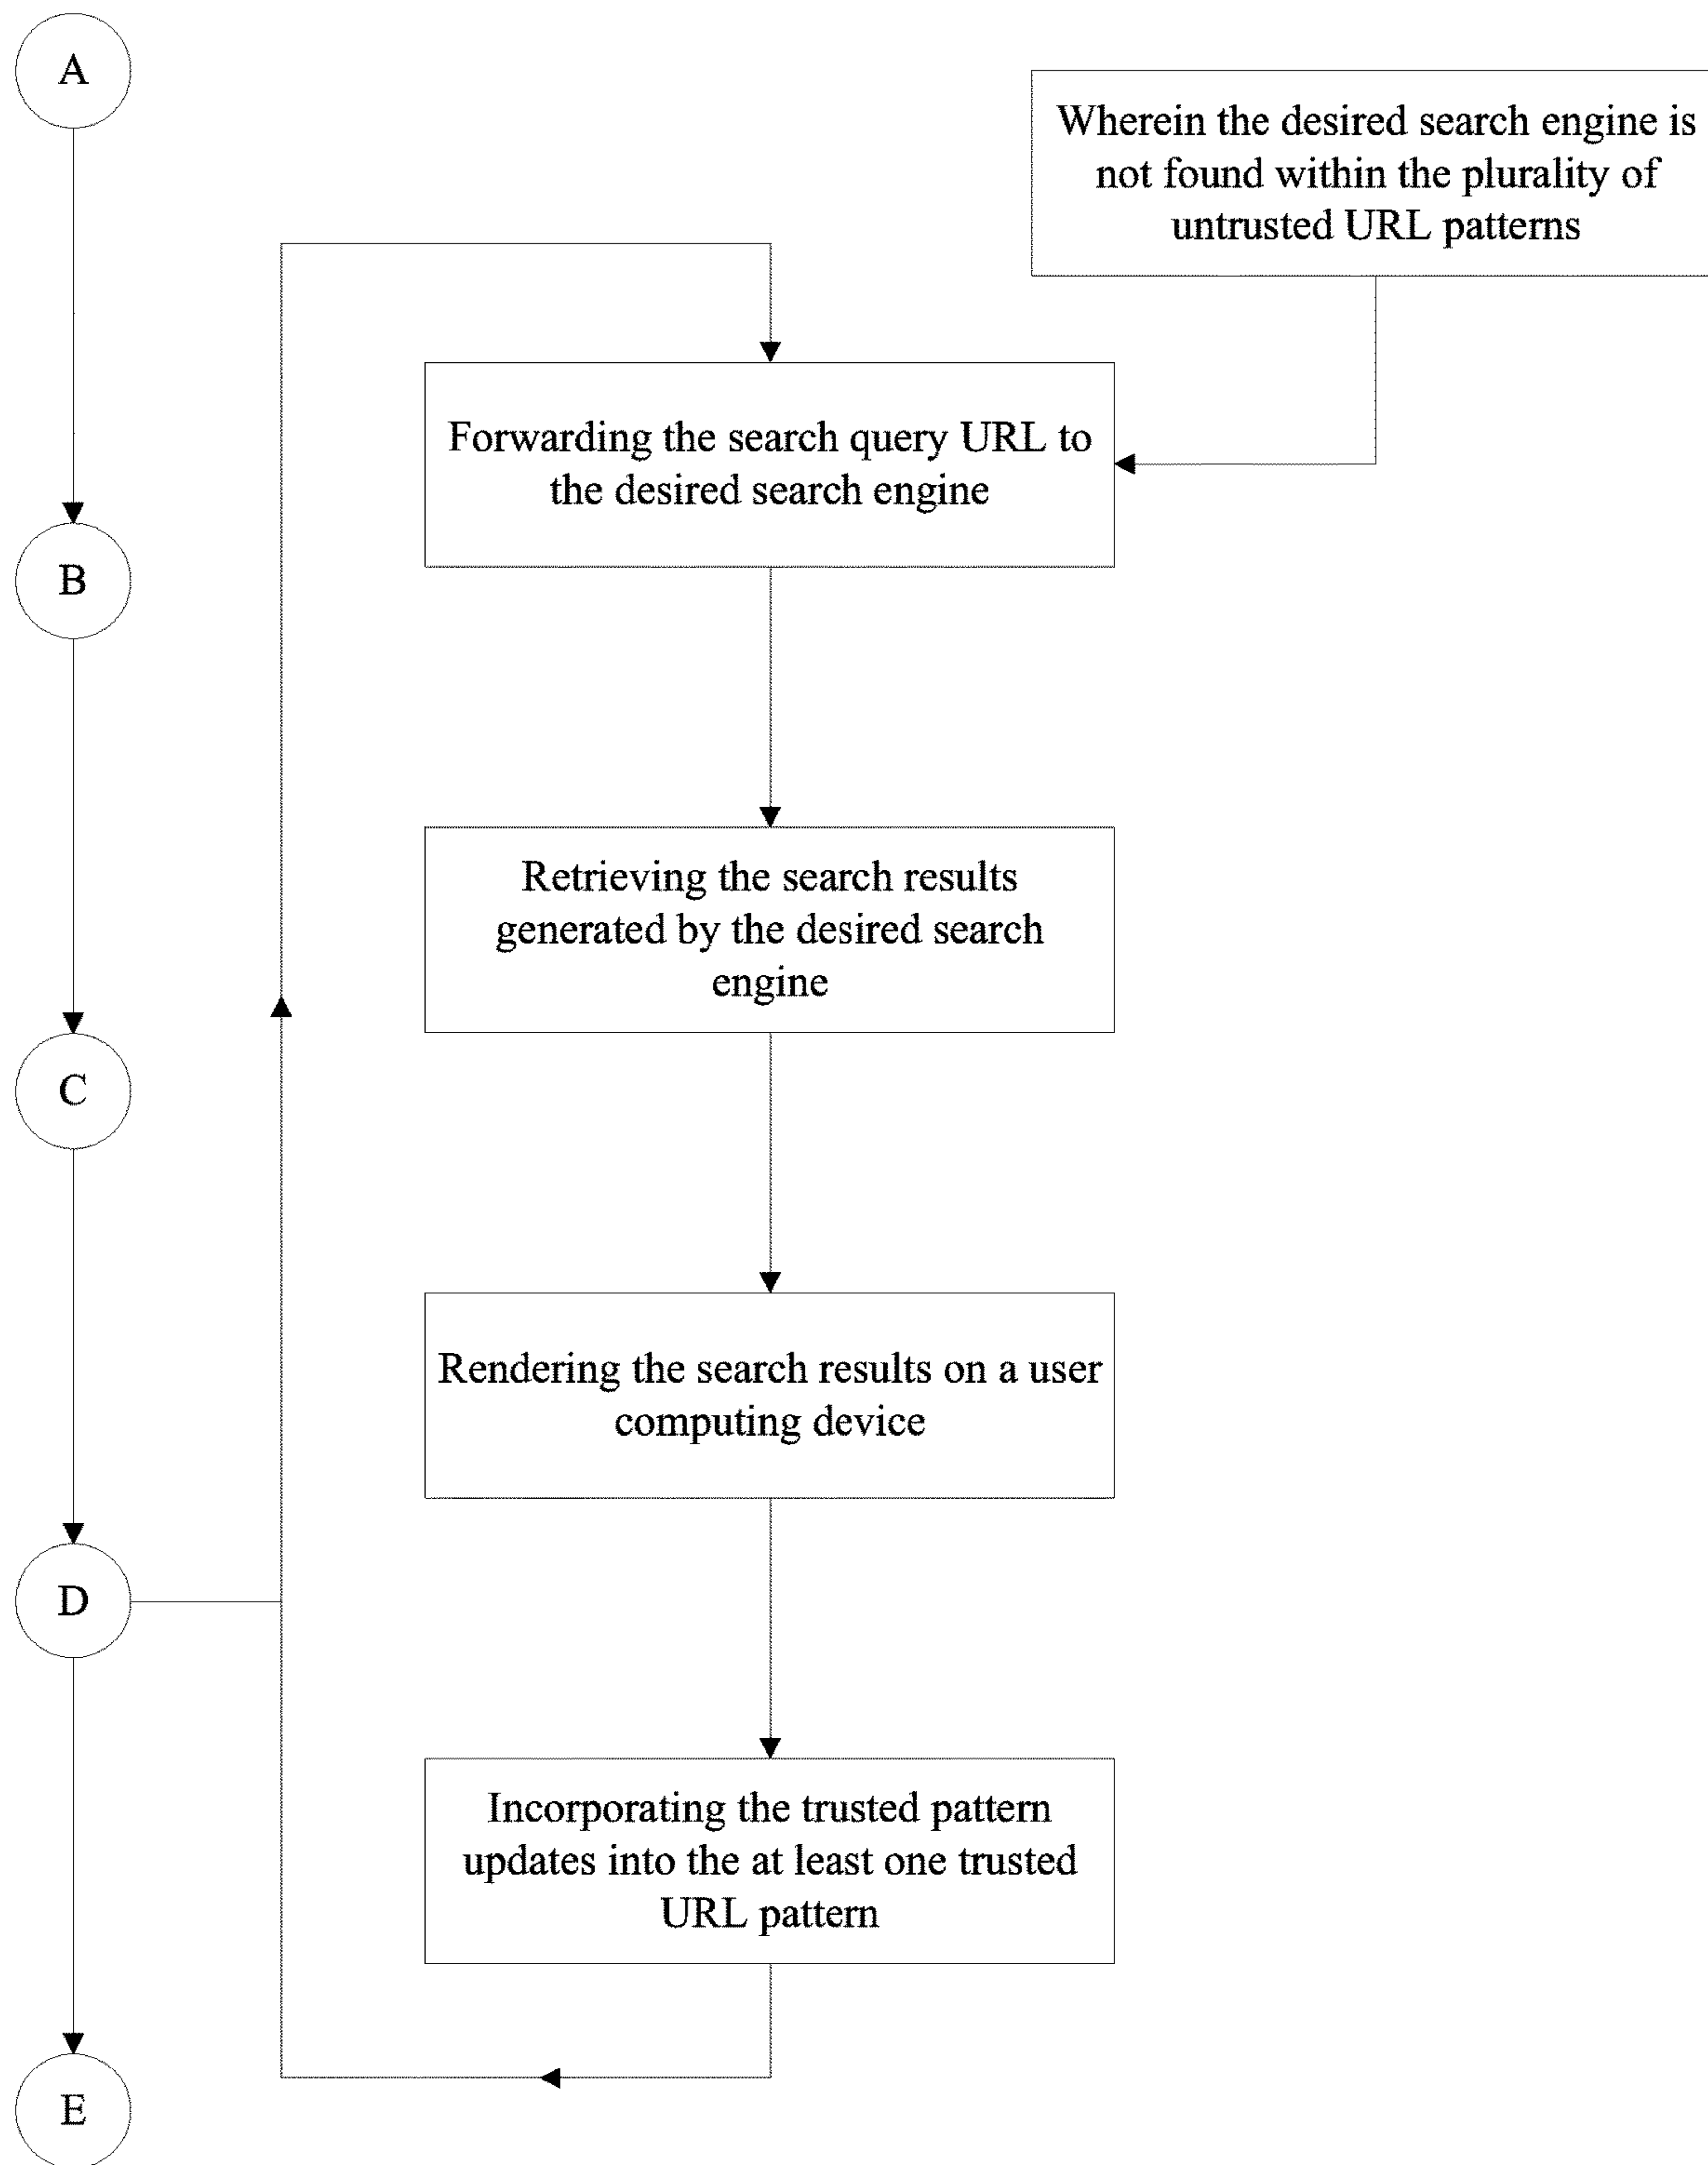 A
Wherein the desired search engine is
not found within the plurality of
untrusted URL patterns
Forwarding the search query URL to
the desired search engine
B
Retrieving the search results
generated by the desired search
engine
C
Rendering the search results on a user
computing device
D
Incorporating the trusted pattern
updates into the at least one trusted
URL pattern
E